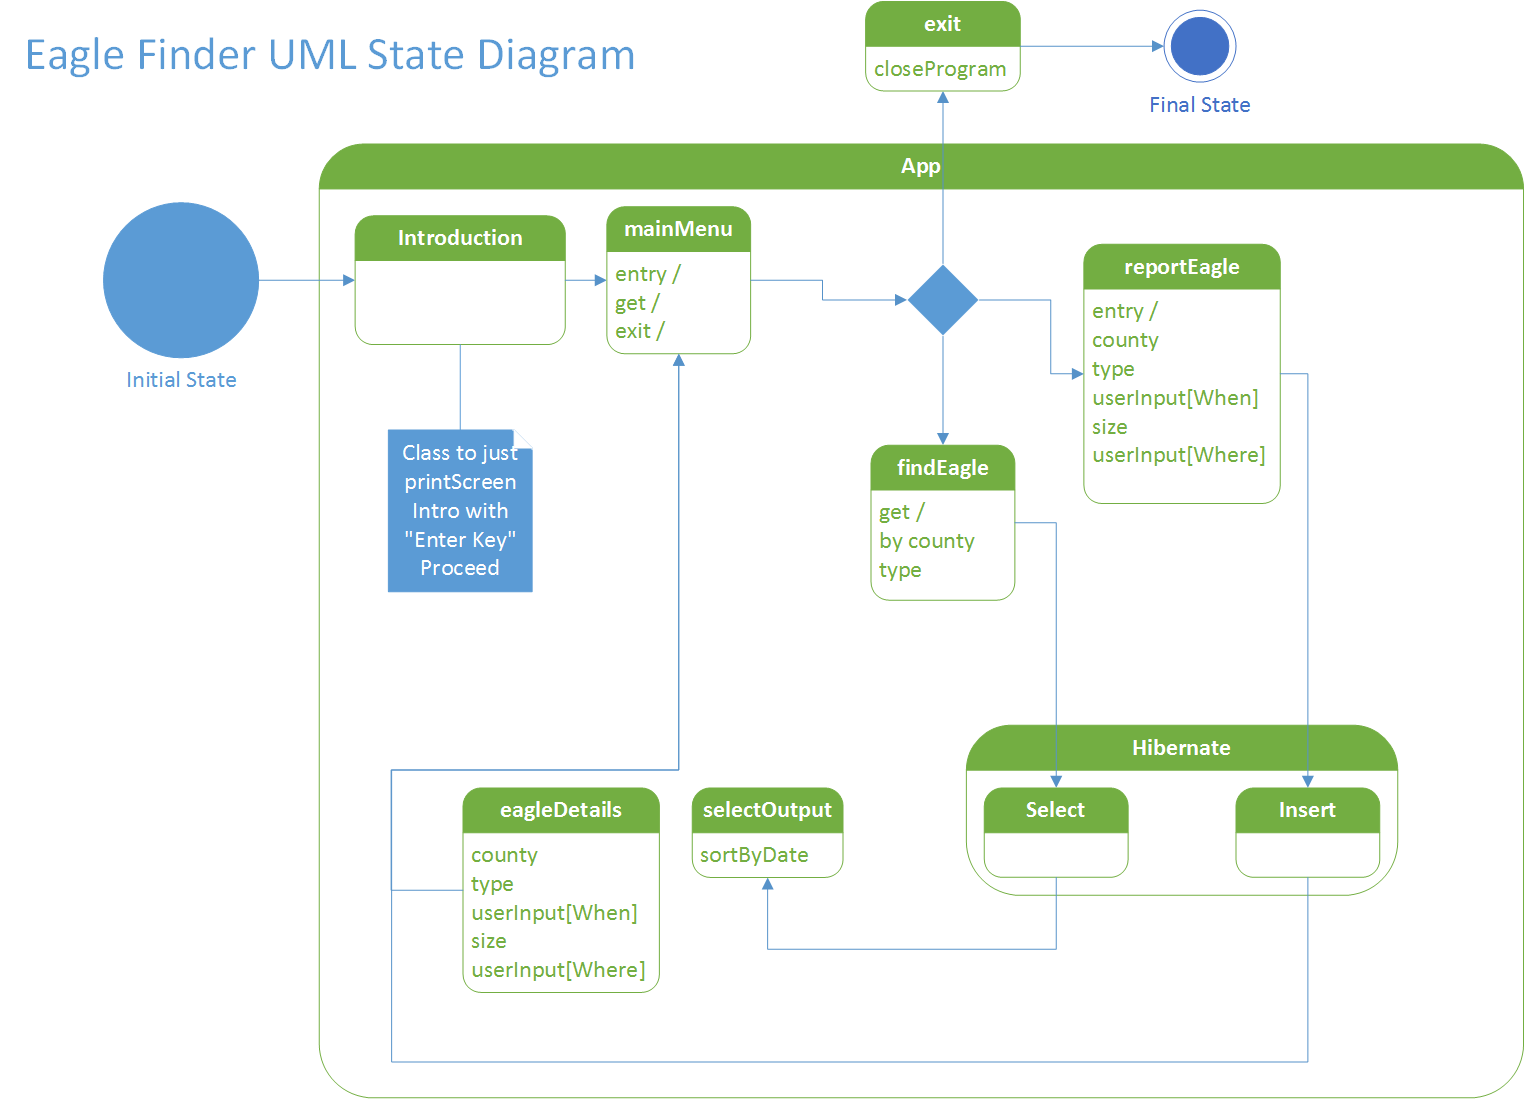 Eagle Finder UML State Diagram
exit
closeProgram
Final State
App
Initial State
Introduction
Class to just
printScreen
Intro with
"Enter Key"
Proceed
mainMenu
entry /
get /
exit /
reportEagle
entry /
county
type
userInput[When]
size
userInput[Where]
findEagle
get /
by county
type
Hibernate
Select
Insert
eagleDetails
county
type
userInput[When]
size
userInput[Where]
selectOutput
sortByDate